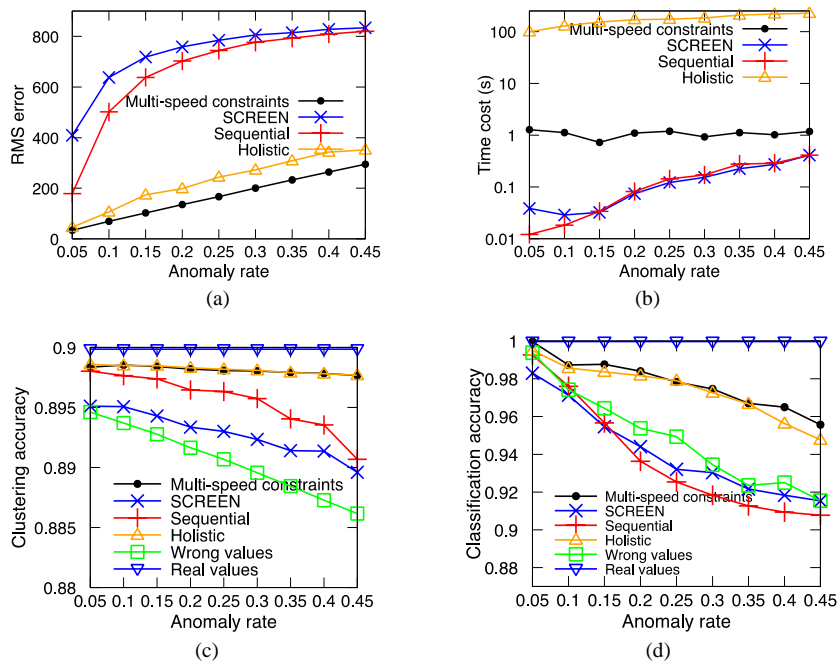 800
600
400
200
0
RMS error
Multi-speed constraints
SCREEN
Sequential
Holistic
0.05 0.1 0.15 0.2 0.25 0.3 0.35 0.4 0.45
Anomaly rate
(a)
100
10
1
0.1
0.01
Time cost (s)
Multi-speed constraints
SCREEN
Sequential
Holistic
0.05 0.1 0.15 0.2 0.25 0.3 0.35 0.4 0.45
Anomaly rate
(b)
0.9
0.895
0.89
0.885
0.88
Clustering accuracy
Multi-speed constraints
SCREEN
Sequential
Holistic
Wrong values
Real values
0.05 0.1 0.15 0.2 0.25 0.3 0.35 0.4 0.45
Anomaly rate
(c)
1
0.98
0.96
0.94
0.92
0.9
0.88
Classification accuracy
Multi-speed constraints
SCREEN
Sequential
Holistic
Wrong values
Real values
0.05 0.1 0.15 0.2 0.25 0.3 0.35 0.4 0.45
Anomaly rate
(d)